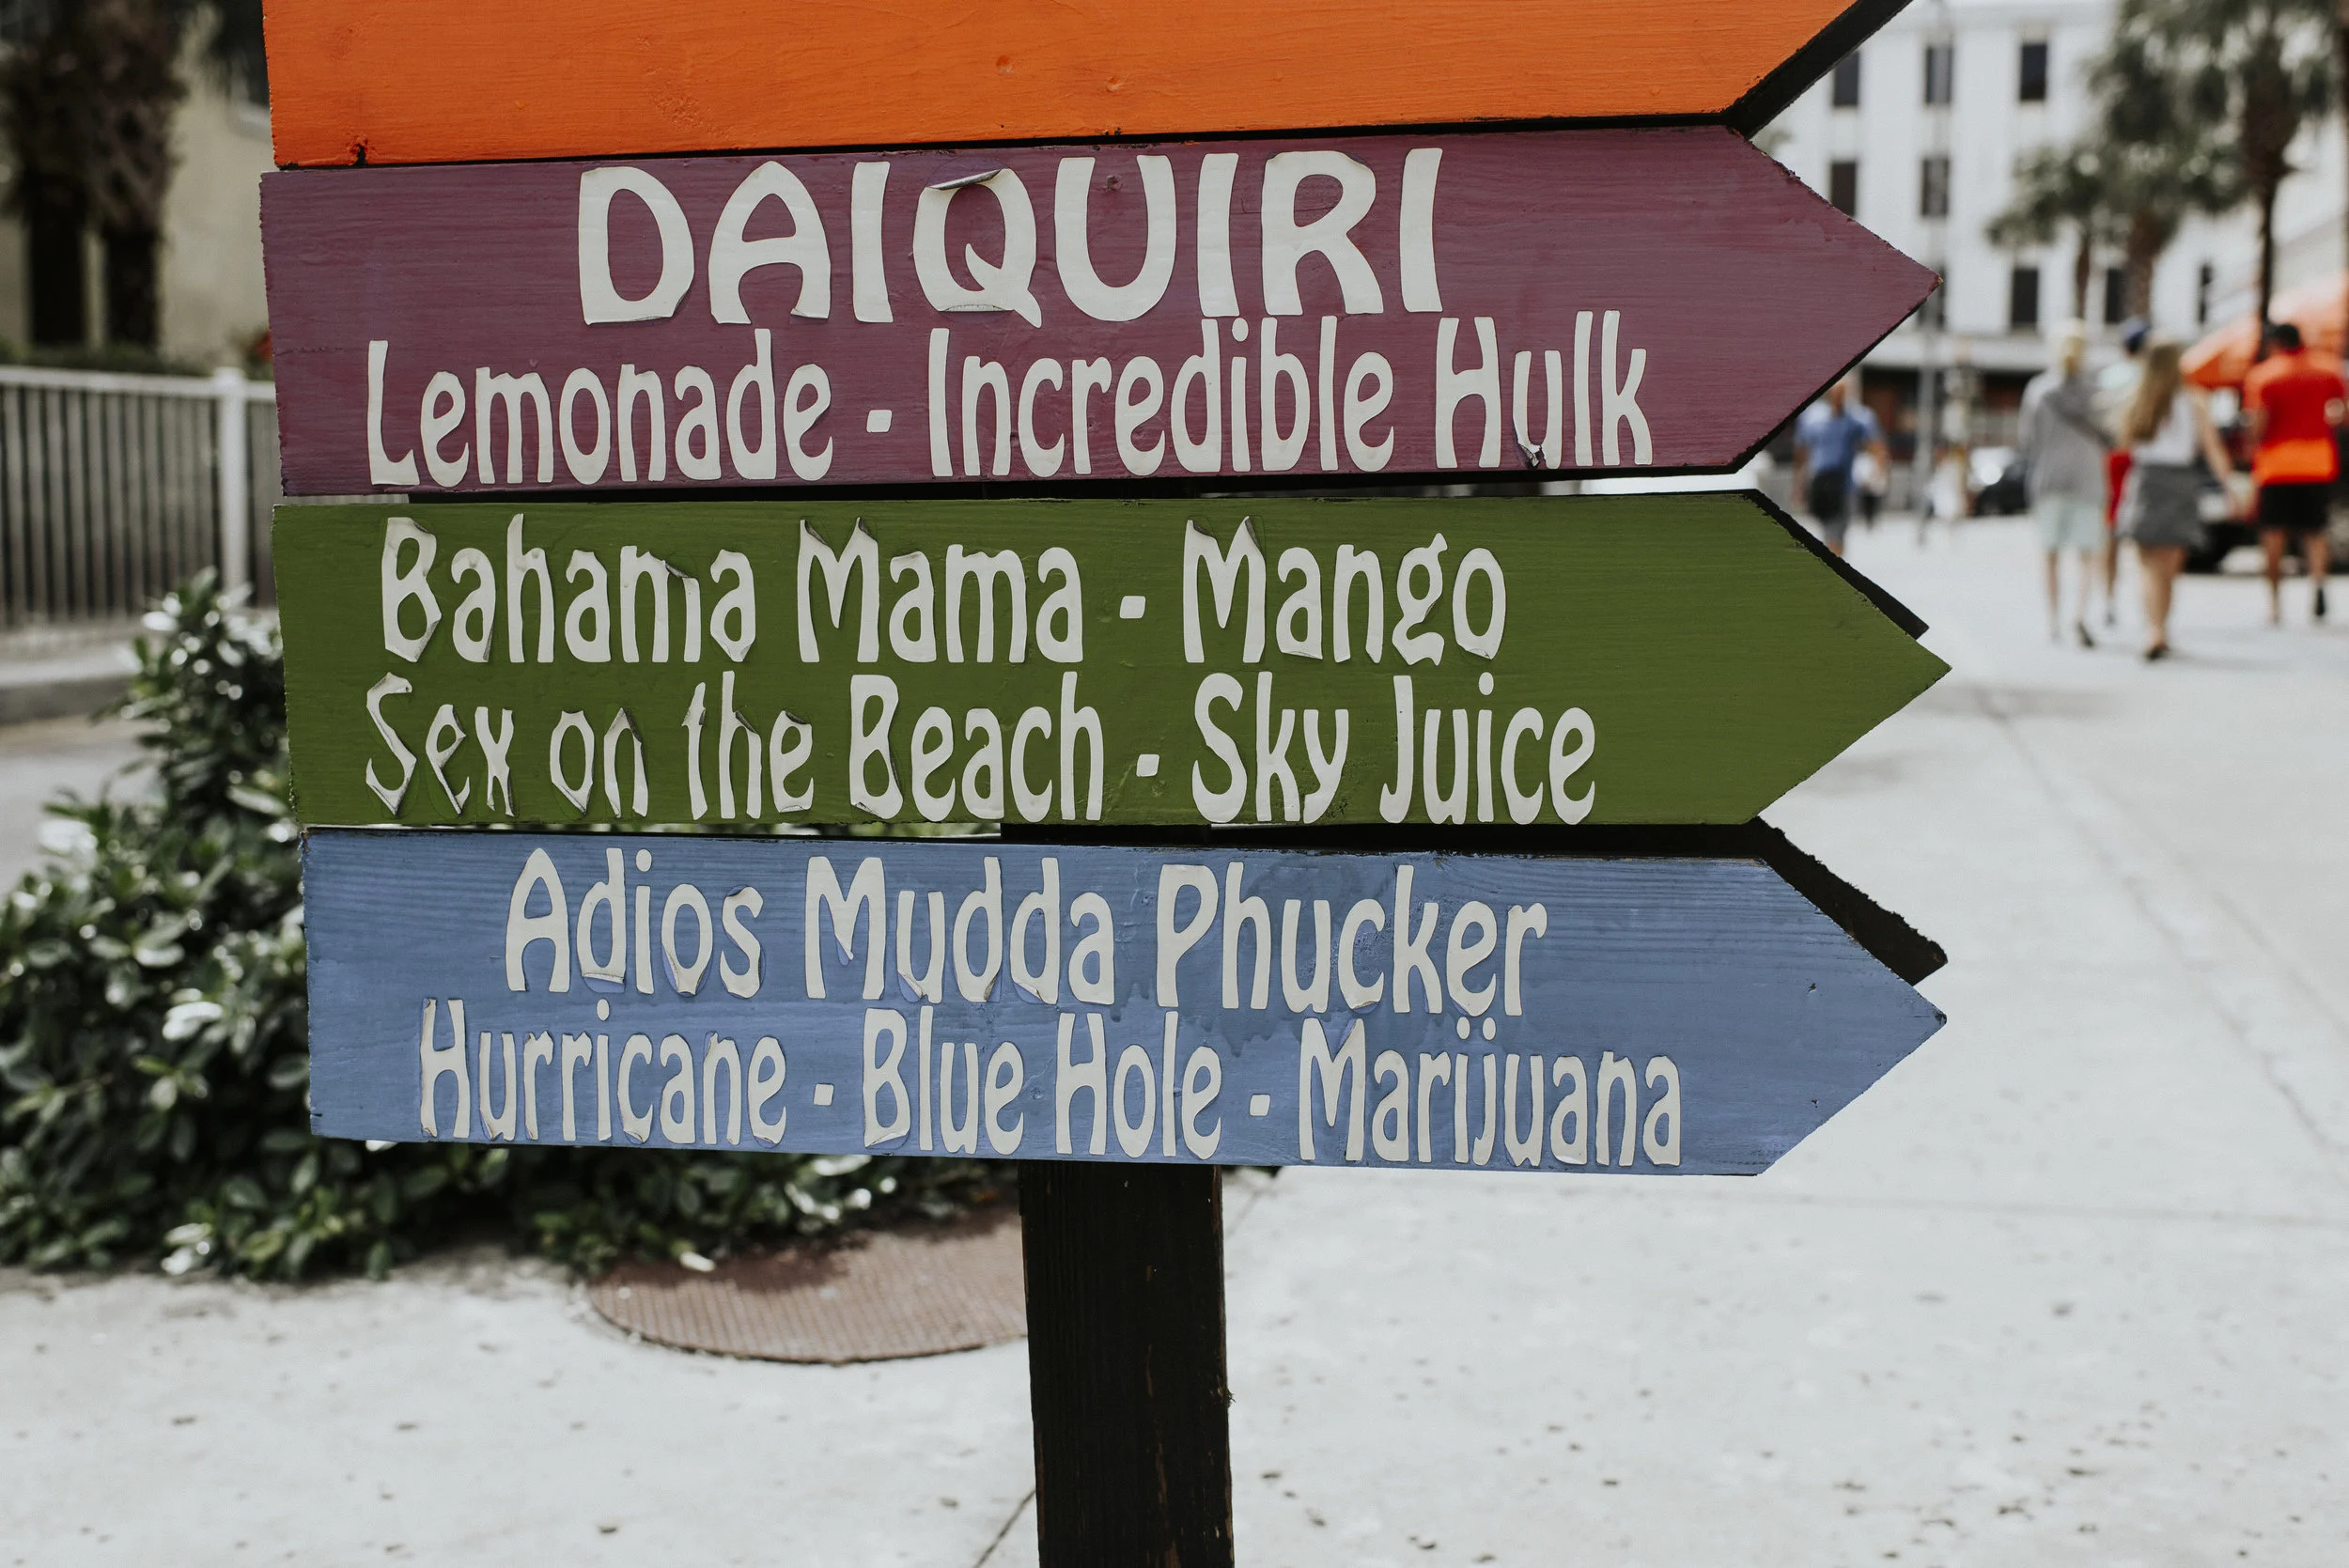 DAIQUIRI
Lemonade - Incredible Hulk
Bahama Mama - Mango
Sex on the Beach - Sky Juice
Adios Mudda Phucker
Hurricane - Blue Hole - Marijuana